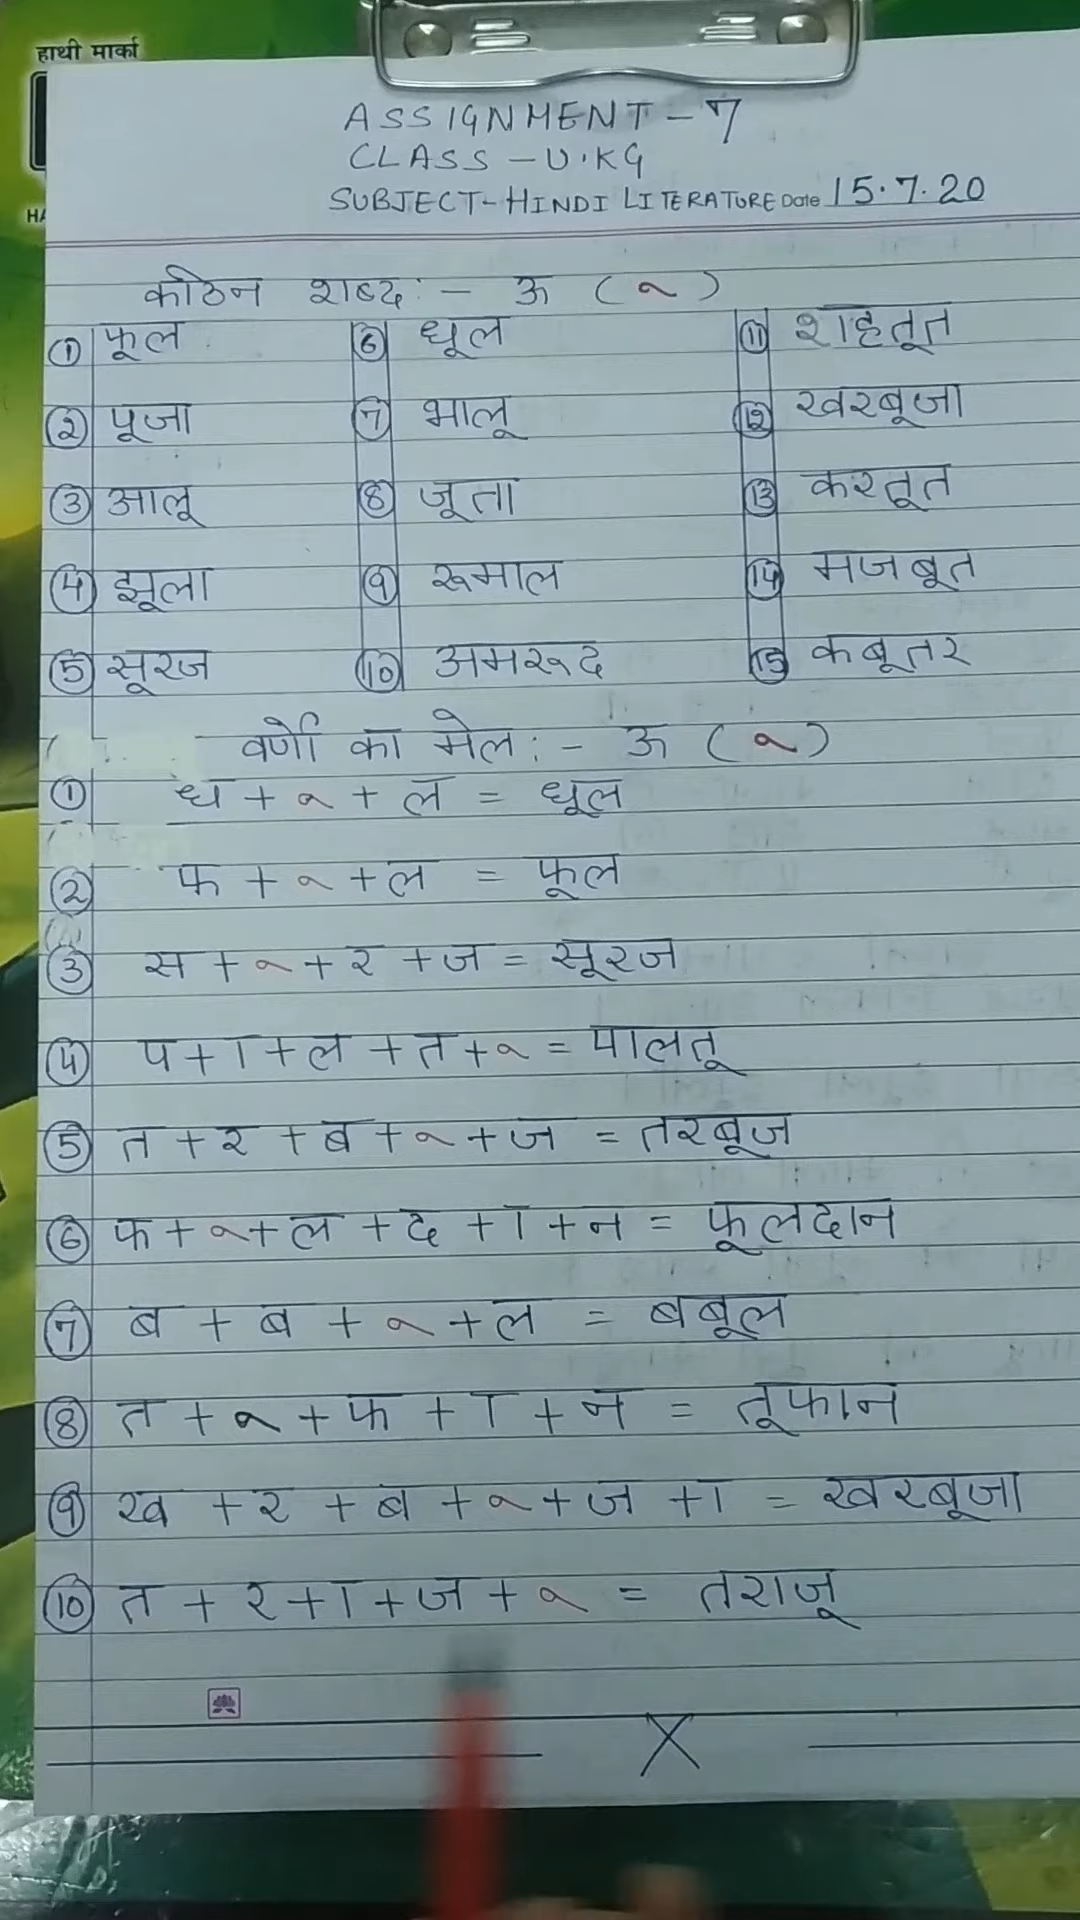 हाथी मार्का
HA
ASSIGNMENT-7
CLASS-U.KG
SUBJECT-HINDI LITERATURE Date 15.7.20
कठिन शब्द :- ऊ ( ू )
① फूल ⑥ धूल ⑪ शहतूत
② पूजा ⑦ भालू ⑫ खरबूजा
③ आलू ⑧ जूता ⑬ करतूत
④ झूला ⑨ रूमाल ⑭ मजबूत
⑤ सूरज ⑩ अमरूद ⑮ कबूतर
वर्णो का मेल :- ऊ ( ू )
① ध + ू + ल = धूल
② फ + ू + ल = फूल
③ स + ू + र + ज = सूरज
④ प + ा + ल + त + ू = पालतू
⑤ त + र + ब + ू + ज = तरबूज
⑥ फ + ू + ल + द + ा + न = फूलदान
⑦ ब + ब + ू + ल = बबूल
⑧ त + ू + फ + ा + न = तूफान
⑨ ख + र + ब + ू + ज + ा = खरबूजा
⑩ त + र + ा + ज + ू = तराजू
X